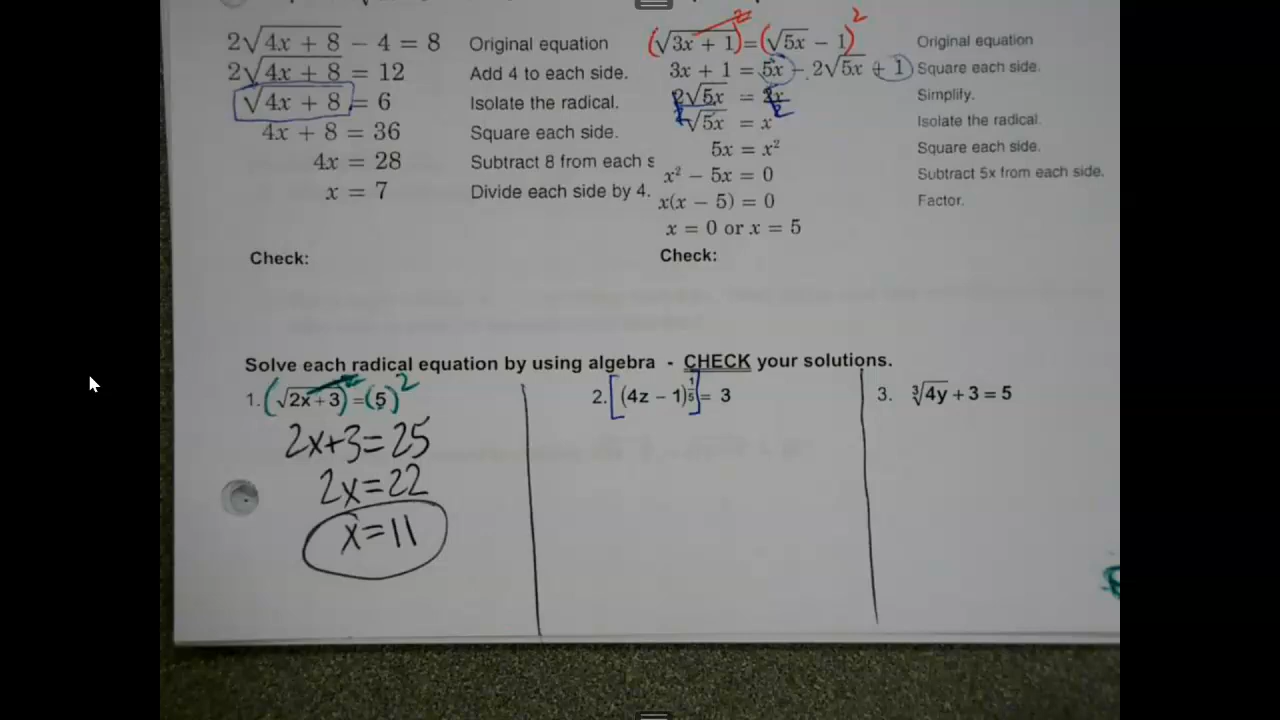 2√4x + 8 − 4 = 8 Original equation
2√4x + 8 = 12 Add 4 to each side.
√4x + 8 = 6 Isolate the radical.
4x + 8 = 36 Square each side.
4x = 28 Subtract 8 from each s
x = 7 Divide each side by 4.
Check:
(√3x + 1)² = (√5x − 1)² Original equation
3x + 1 = 5x − 2√5x + 1 Square each side.
2√5x = 2x Simplify.
2 2
√5x = x Isolate the radical.
5x = x² Square each side.
x² − 5x = 0 Subtract 5x from each side.
x(x − 5) = 0 Factor.
x = 0 or x = 5
Check:
Solve each radical equation by using algebra - CHECK your solutions.
1. (√2x + 3)² = (5)²
2x+3=25
2x=22
x=11
2. [(4z − 1)^1/5] = 3
3. ³√4y + 3 = 5